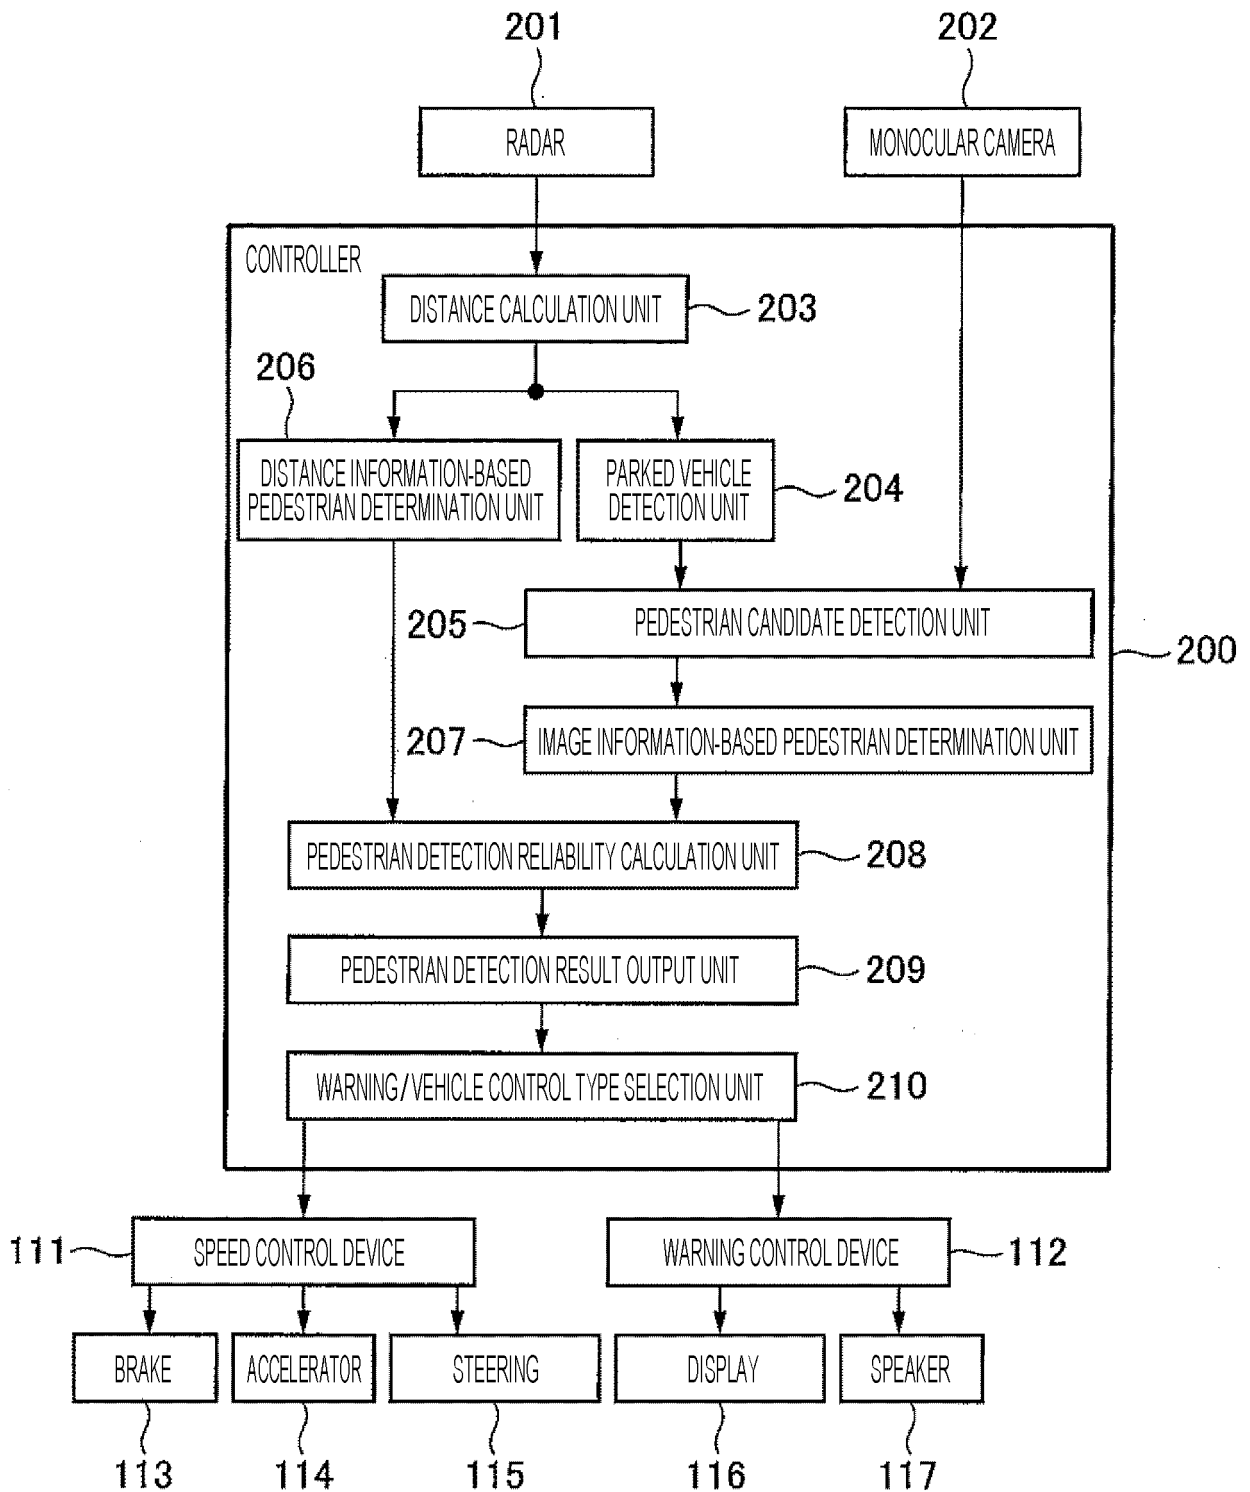 201
202
RADAR
MONOCULAR CAMERA
CONTROLLER
DISTANCE CALCULATION UNIT
203
206
DISTANCE INFORMATION-BASED
PEDESTRIAN DETERMINATION UNIT
PARKED VEHICLE
DETECTION UNIT
204
205
PEDESTRIAN CANDIDATE DETECTION UNIT
200
207
IMAGE INFORMATION-BASED PEDESTRIAN DETERMINATION UNIT
PEDESTRIAN DETECTION RELIABILITY CALCULATION UNIT
208
PEDESTRIAN DETECTION RESULT OUTPUT UNIT
209
WARNING/VEHICLE CONTROL TYPE SELECTION UNIT
210
111
SPEED CONTROL DEVICE
WARNING CONTROL DEVICE
112
BRAKE
ACCELERATOR
STEERING
DISPLAY
SPEAKER
113
114
115
116
117